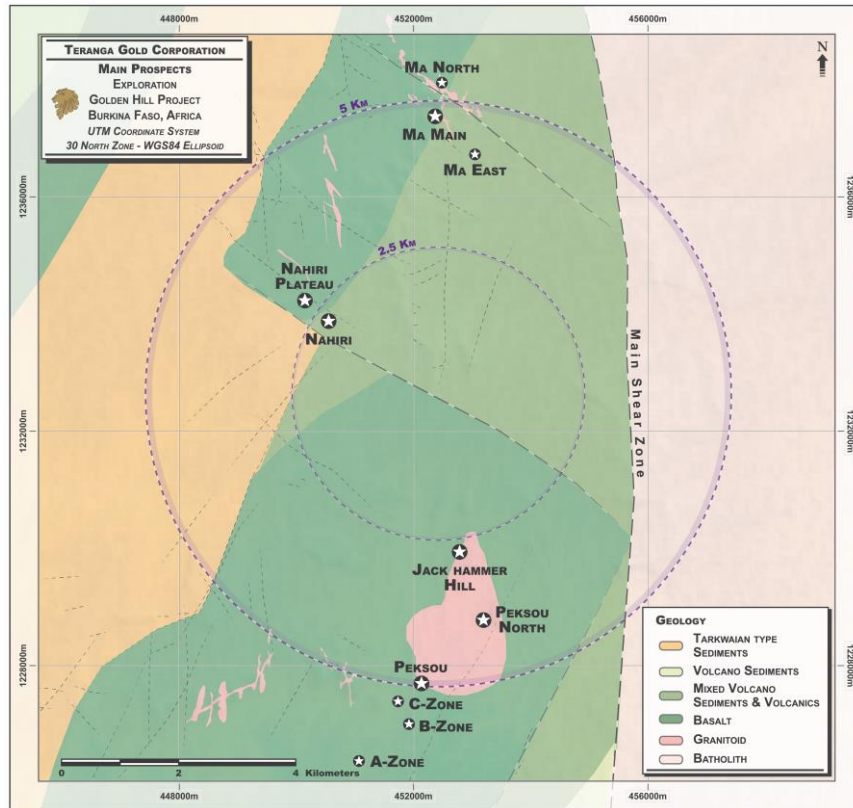 448000m
452000m
456000m
TERANGA GOLD CORPORATION
MAIN PROSPECTS
EXPLORATION
GOLDEN HILL PROJECT
BURKINA FASO, AFRICA
UTM COORDINATE SYSTEM
30 NORTH ZONE - WGS84 ELLIPSOID
N
MA NORTH
5 KM
MA MAIN
MA EAST
1236000m
1236000m
2.5 KM
NAHIRI
PLATEAU
NAHIRI
Main Shear Zone
1232000m
1232000m
JACK HAMMER
HILL
PEKSOU
NORTH
PEKSOU
C-ZONE
B-ZONE
A-ZONE
1228000m
1228000m
GEOLOGY
TARKWAIAN TYPE
SEDIMENTS
VOLCANO SEDIMENTS
MIXED VOLCANO
SEDIMENTS & VOLCANICS
BASALT
GRANITOID
BATHOLITH
0
2
4
KILOMETERS
448000m
452000m
456000m